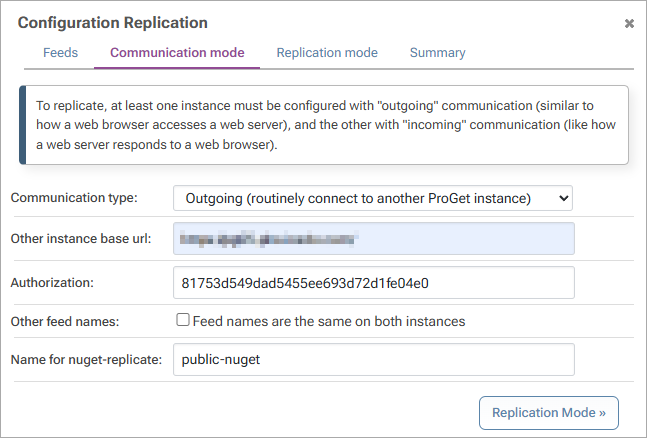 Configuration Replication
Feeds Communication mode Replication mode Summary
To replicate, at least one instance must be configured with "outgoing" communication (similar to
how a web browser accesses a web server), and the other with "incoming" communication (like how
a web server responds to a web browser).
Communication type: Outgoing (routinely connect to another ProGet instance)
Other instance base url:
Authorization: 81753d549dad5455ee693d72d1fe04e0
Other feed names: Feed names are the same on both instances
Name for nuget-replicate: public-nuget
Replication Mode »